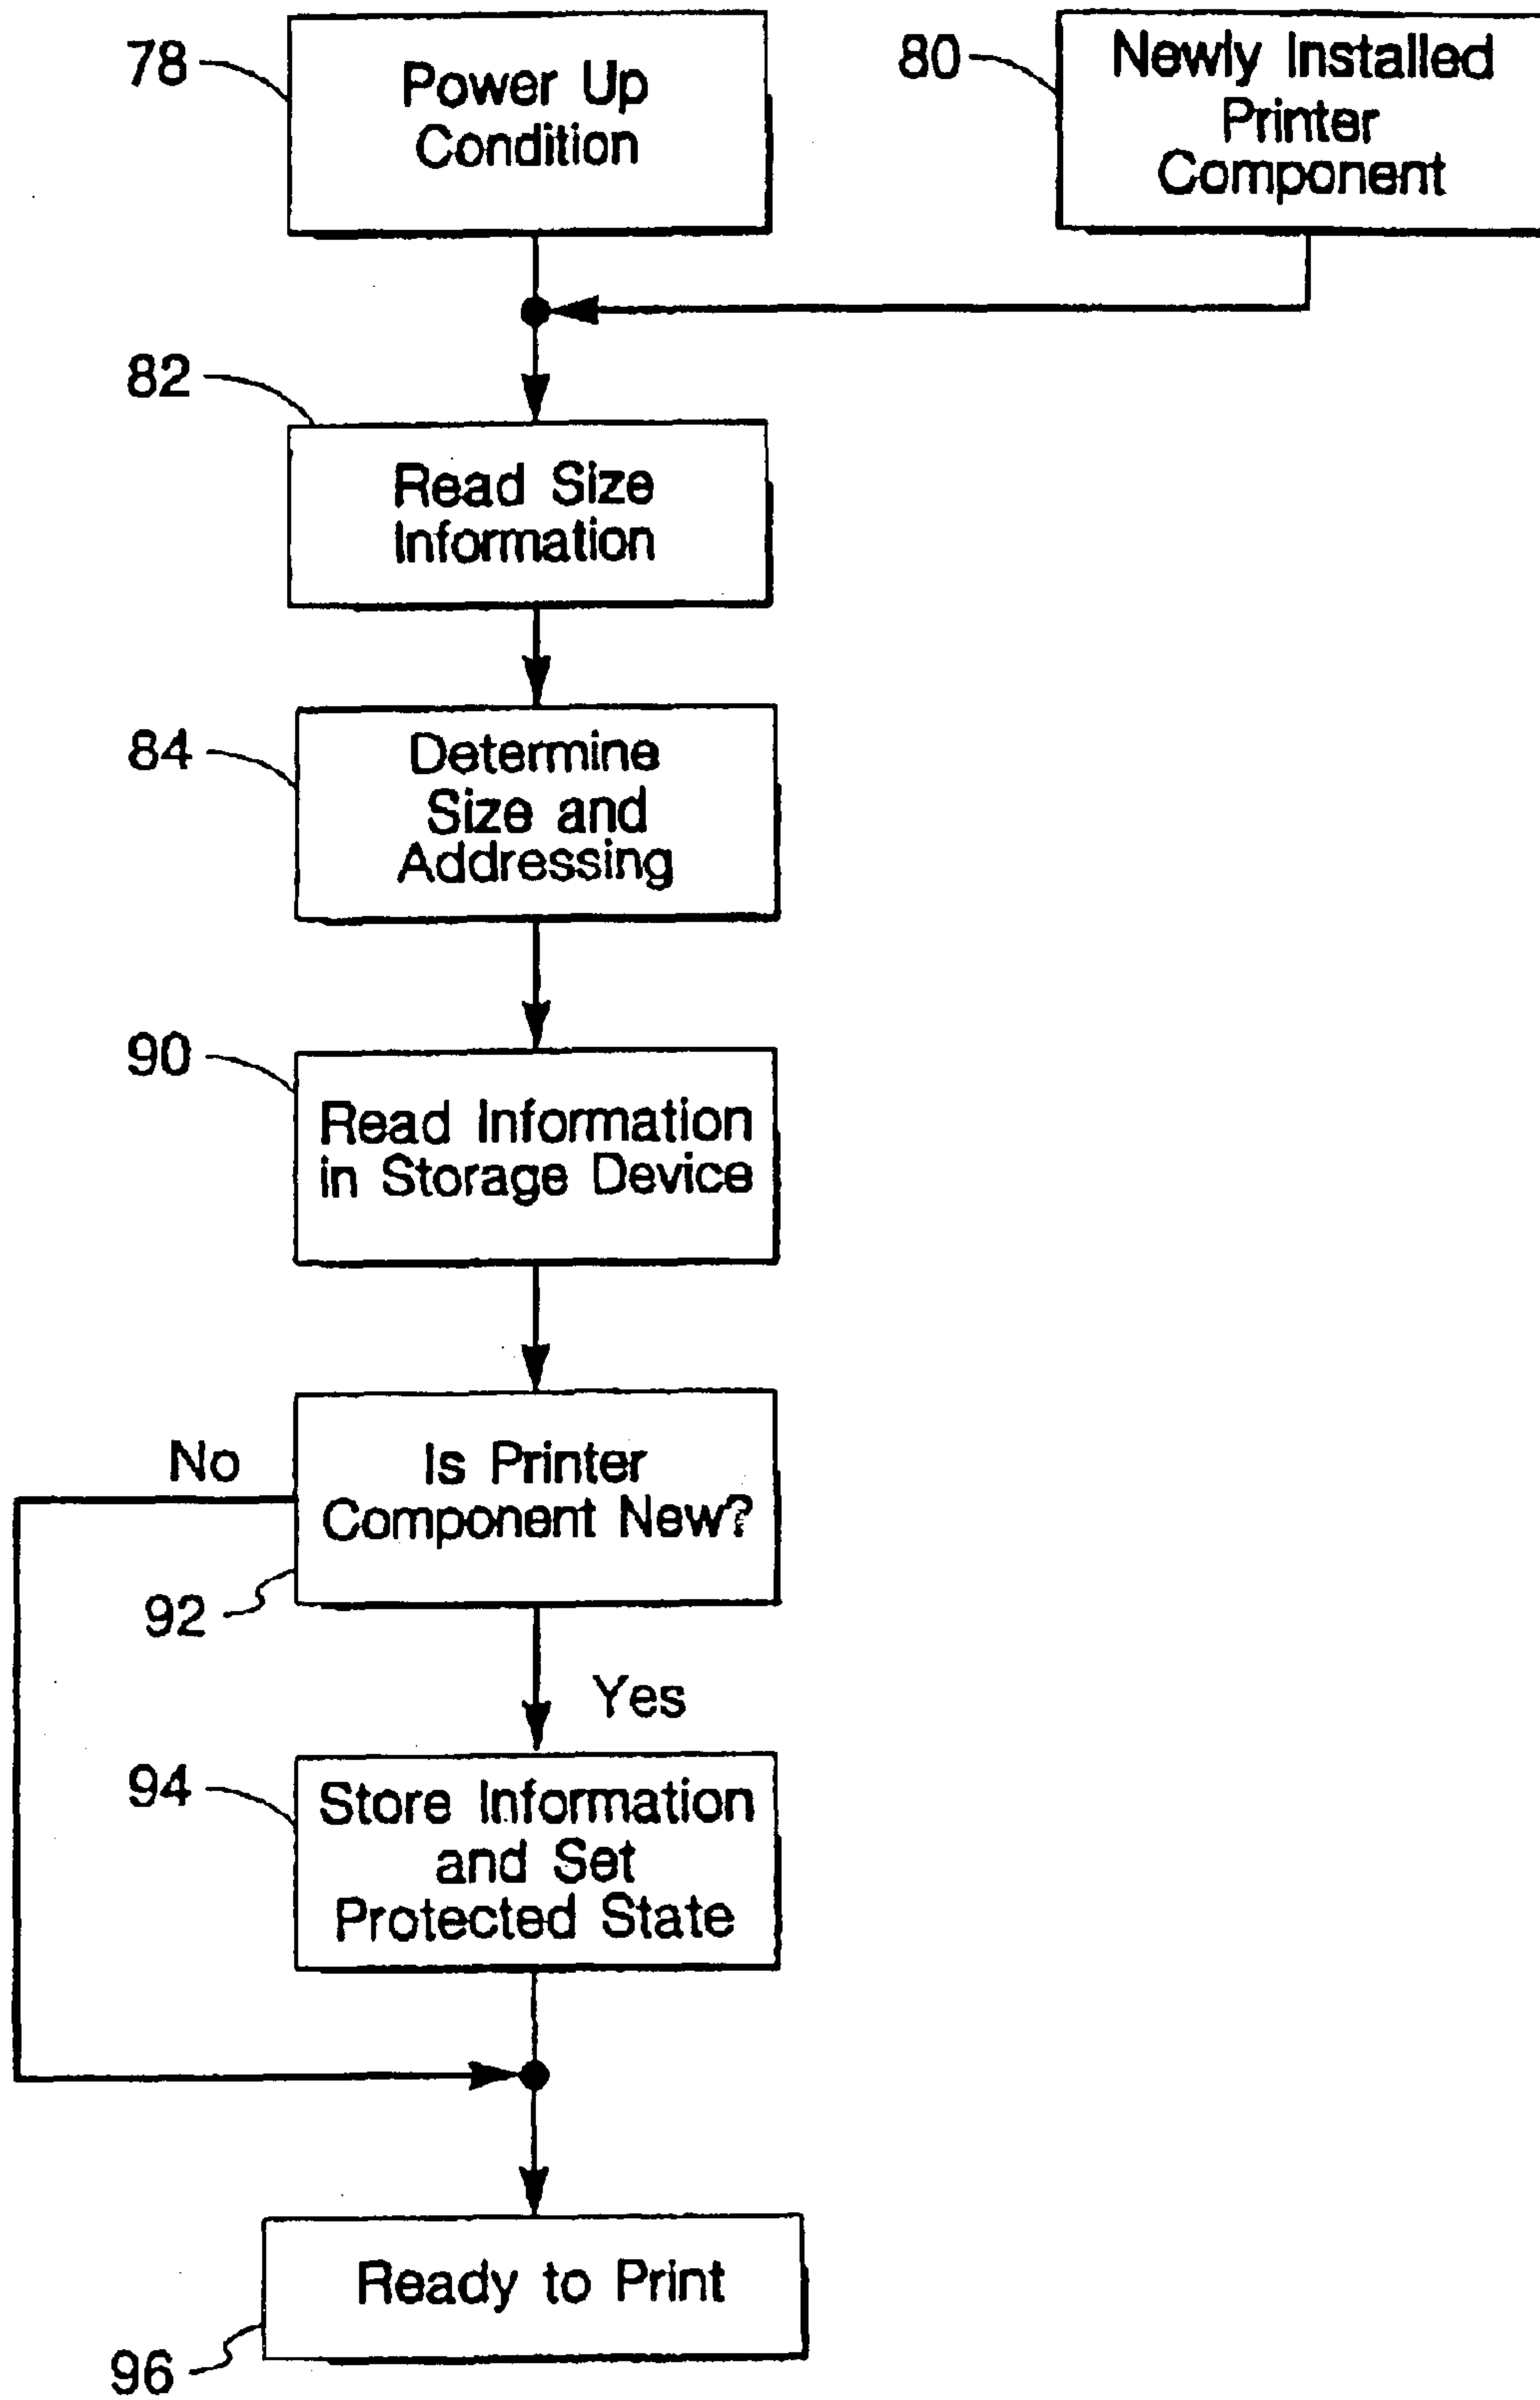 78
Power Up
Condition
80
Newly Installed
Printer
Component
82
Read Size
Information
84
Determine
Size and
Addressing
90
Read Information
in Storage Device
No
Is Printer
Component New?
92
Yes
94
Store Information
and Set
Protected State
Ready to Print
96